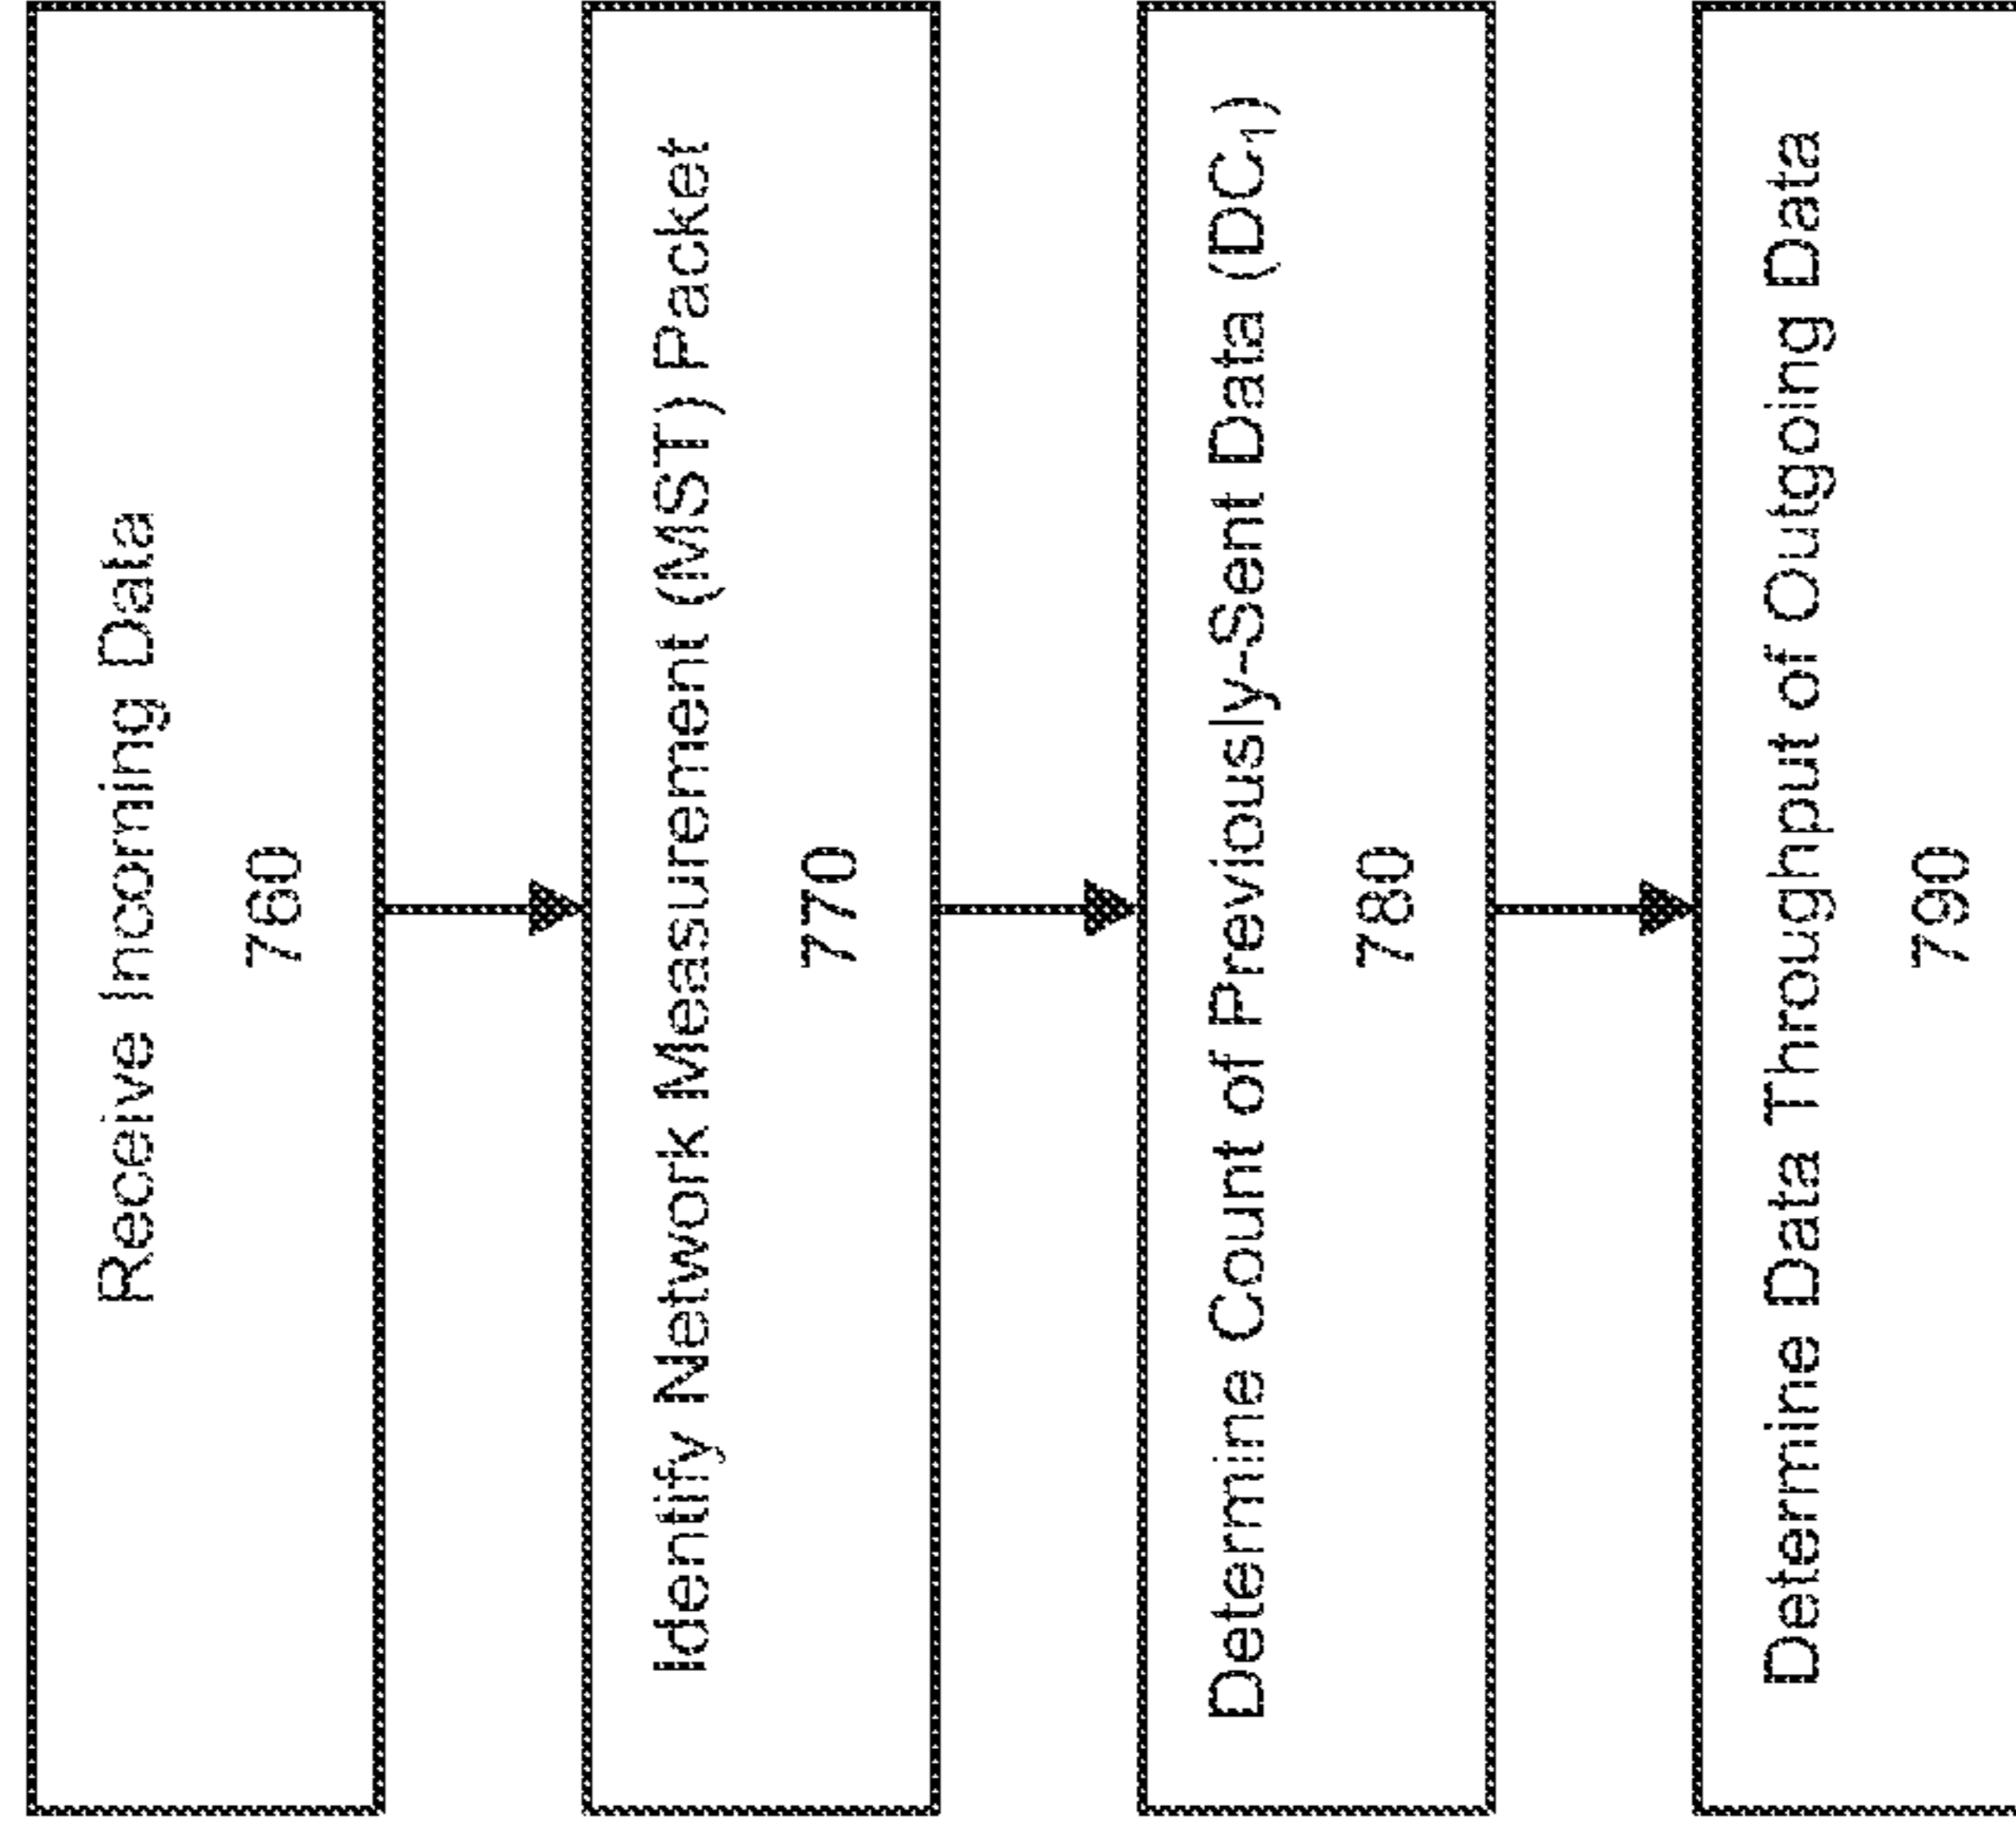 Receive Incoming Data
760
Identify Network Measurement (MST) Packet
770
Determine Count of Previously-Sent Data (DC₁)
780
Determine Data Throughput of Outgoing Data
790